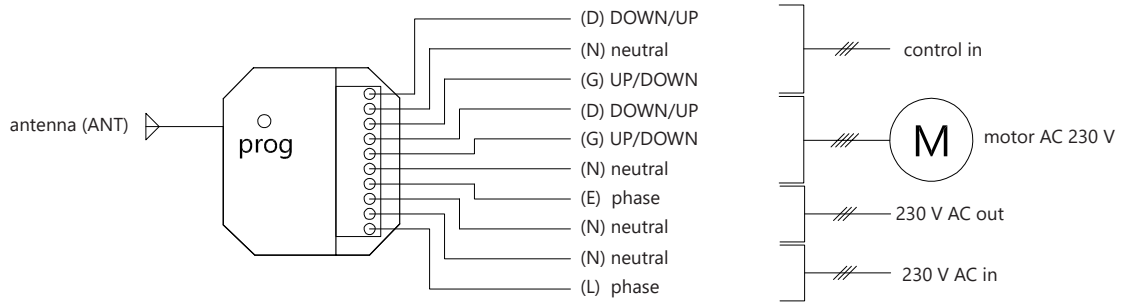 (D) DOWN/UP
(N) neutral
control in
(G) UP/DOWN
(D) DOWN/UP
antenna (ANT)
prog
(G) UP/DOWN
M
motor AC 230 V
(N) neutral
(E) phase
230 V AC out
(N) neutral
(N) neutral
230 V AC in
(L) phase